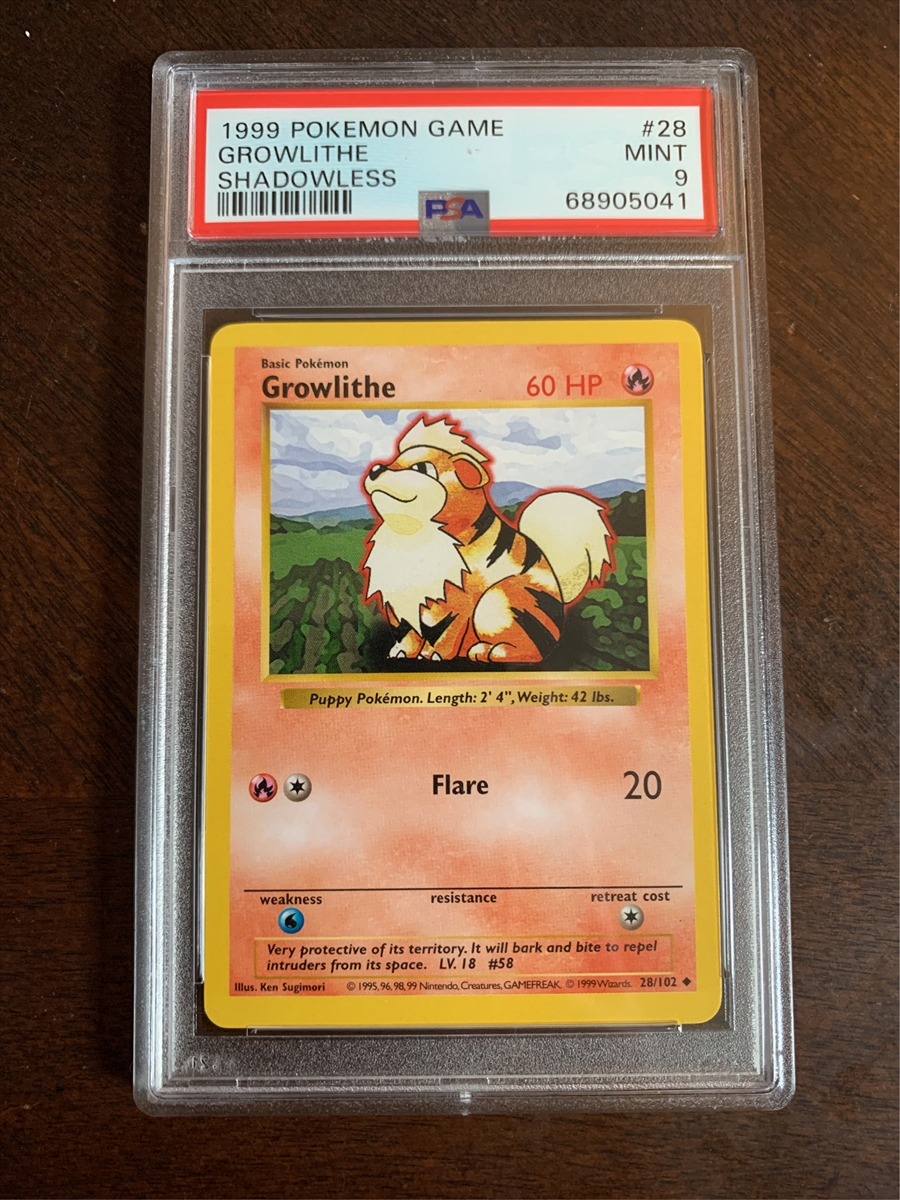 1999 POKEMON GAME #28
GROWLITHE MINT
SHADOWLESS 9
PSA 68905041
Basic Pokémon
Growlithe 60 HP
Puppy Pokémon. Length: 2' 4", Weight: 42 lbs.
Flare 20
weakness resistance retreat cost
Very protective of its territory. It will bark and bite to repel
intruders from its space. LV. 18 #58
Illus. Ken Sugimori © 1995, 96, 98, 99 Nintendo, Creatures, GAMEFREAK. © 1999 Wizards. 28/102